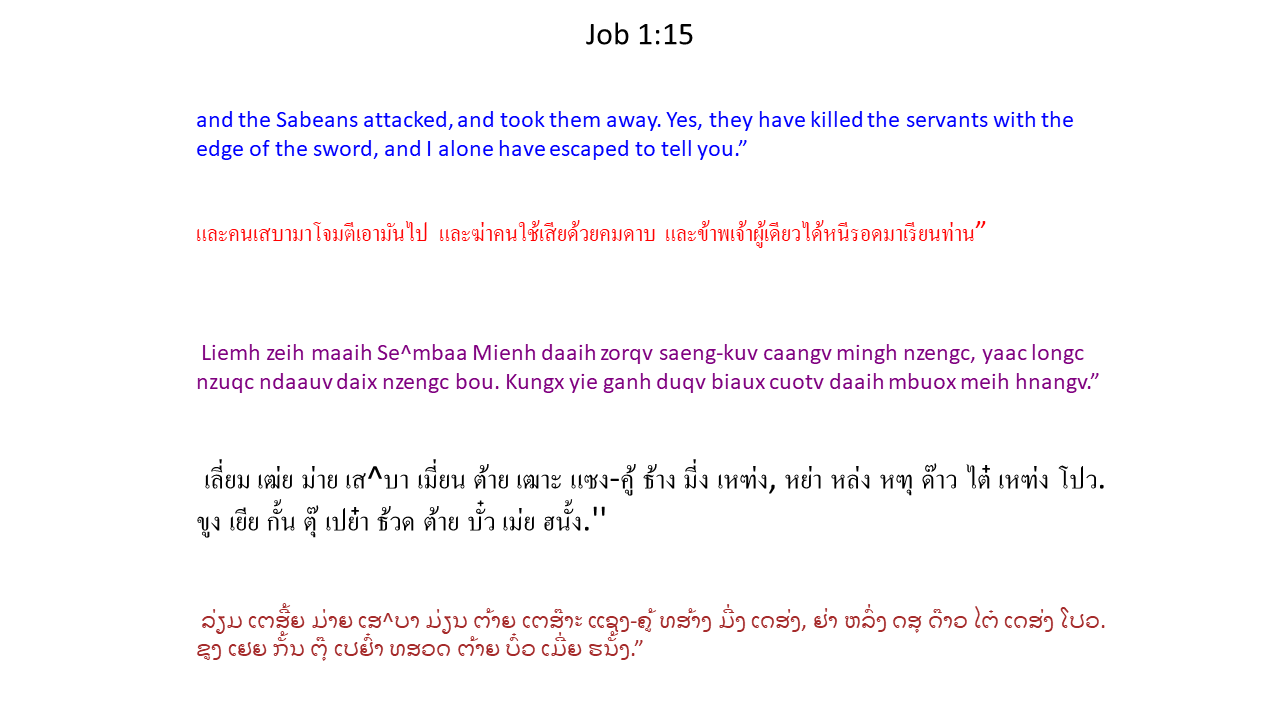 Job 1:15
and the Sabeans attacked, and took them away. Yes, they have killed the servants with the
edge of the sword, and I alone have escaped to tell you.”
และคนเสบามาโจมตีเอามันไป และฆ่าคนใช้เสียด้วยคมดาบ และข้าพเจ้าผู้เดียวได้หนีรอดมาเรียนท่าน”
Liemh zeih maaih Se^mbaa Mienh daaih zorqv saeng-kuv caangv mingh nzengc, yaac longc
nzuqc ndaauv daix nzengc bou. Kungx yie ganh duqv biaux cuotv daaih mbuox meih hnangv.”
เลี่ยม เฒ่ย ม่าย เส^บา เมี่ยน ต้าย เฒาะ แซง-คู้ ธ้าง มี่ง เหฑ่ง, หย่า หล่ง หฑุ ด๊าว ไต๋ เหฑ่ง โปว.
ขูง เยีย กั้น ตุ๊ เปย๋า ธ้วด ต้าย บั๋ว เม่ย ฮนั้ง.''
ລ່ຽມ ເຕສີ້ຍ ມ່າຍ ເສ^ບາ ມ່ຽນ ຕ້າຍ ເຕສ໊າະ ແຊງ-ຄູ້ ທສ້າງ ມີ່ງ ເດສ່ງ, ຢ່າ ຫລົ່ງ ດສຸ ດ໊າວ ໄຕ໋ ເດສ່ງ ໂປວ.
ຂູງ ເຢຍ ກັ້ນ ຕຸ໊ ເປຢົ໋າ ທສວດ ຕ້າຍ ບົ໋ວ ເມີ່ຍ ຮນັ້ງ.”